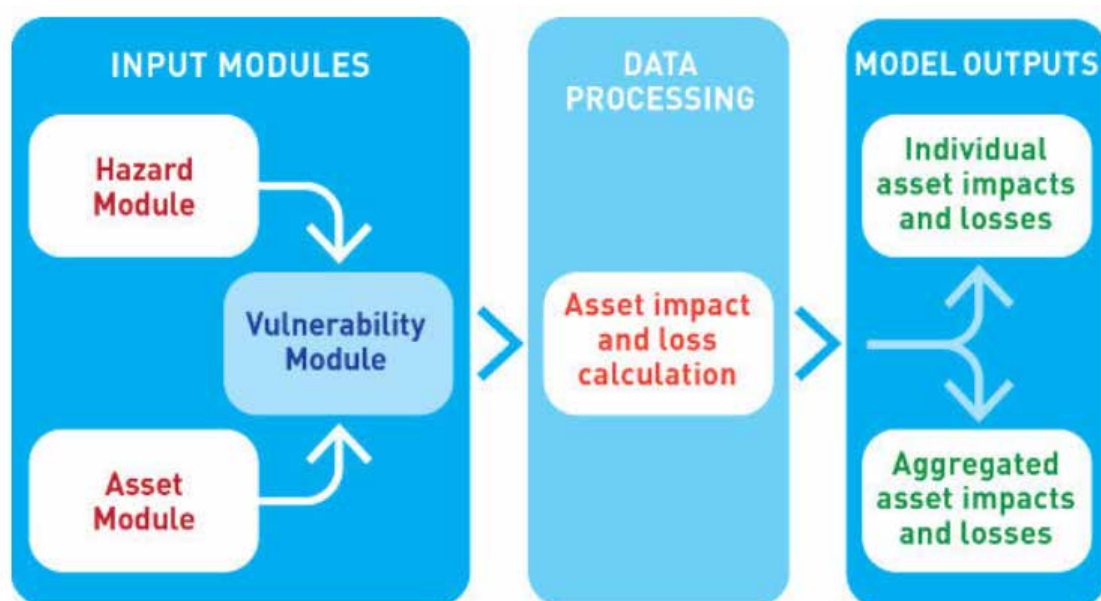 INPUT MODULES
Hazard
Module
Vulnerability
Module
Asset
Module
DATA
PROCESSING
Asset impact
and loss
calculation
MODEL OUTPUTS
Individual
asset impacts
and losses
Aggregated
asset impacts
and losses